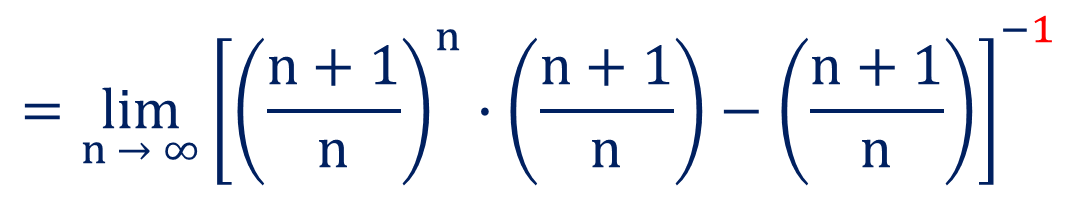 = lim n → ∞ [((n + 1)/n)^n · ((n + 1)/n) − ((n + 1)/n)]^−1